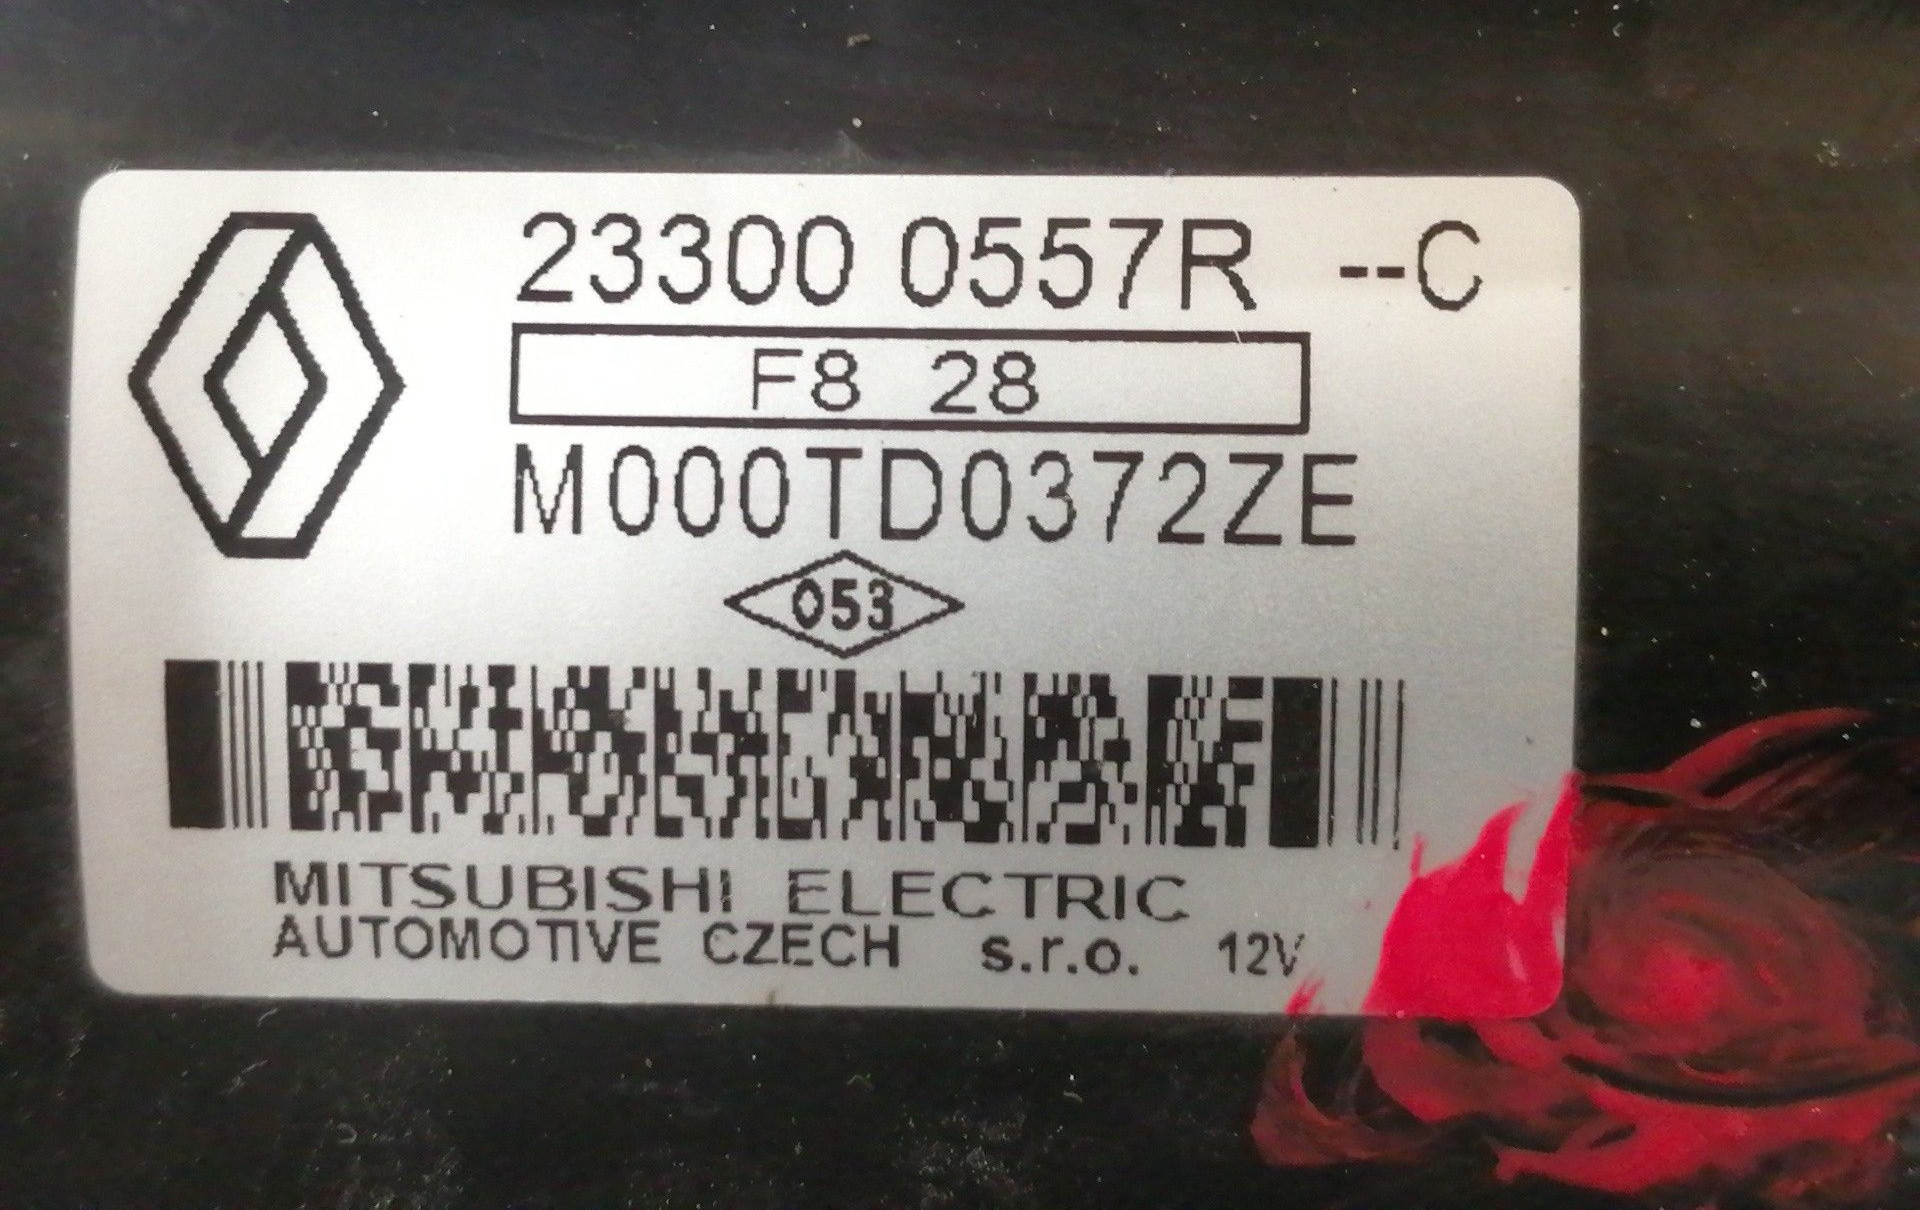 23300 0557R --C
F8 28
M000TD0372ZE
053
MITSUBISHI ELECTRIC
AUTOMOTIVE CZECH s.r.o. 12V